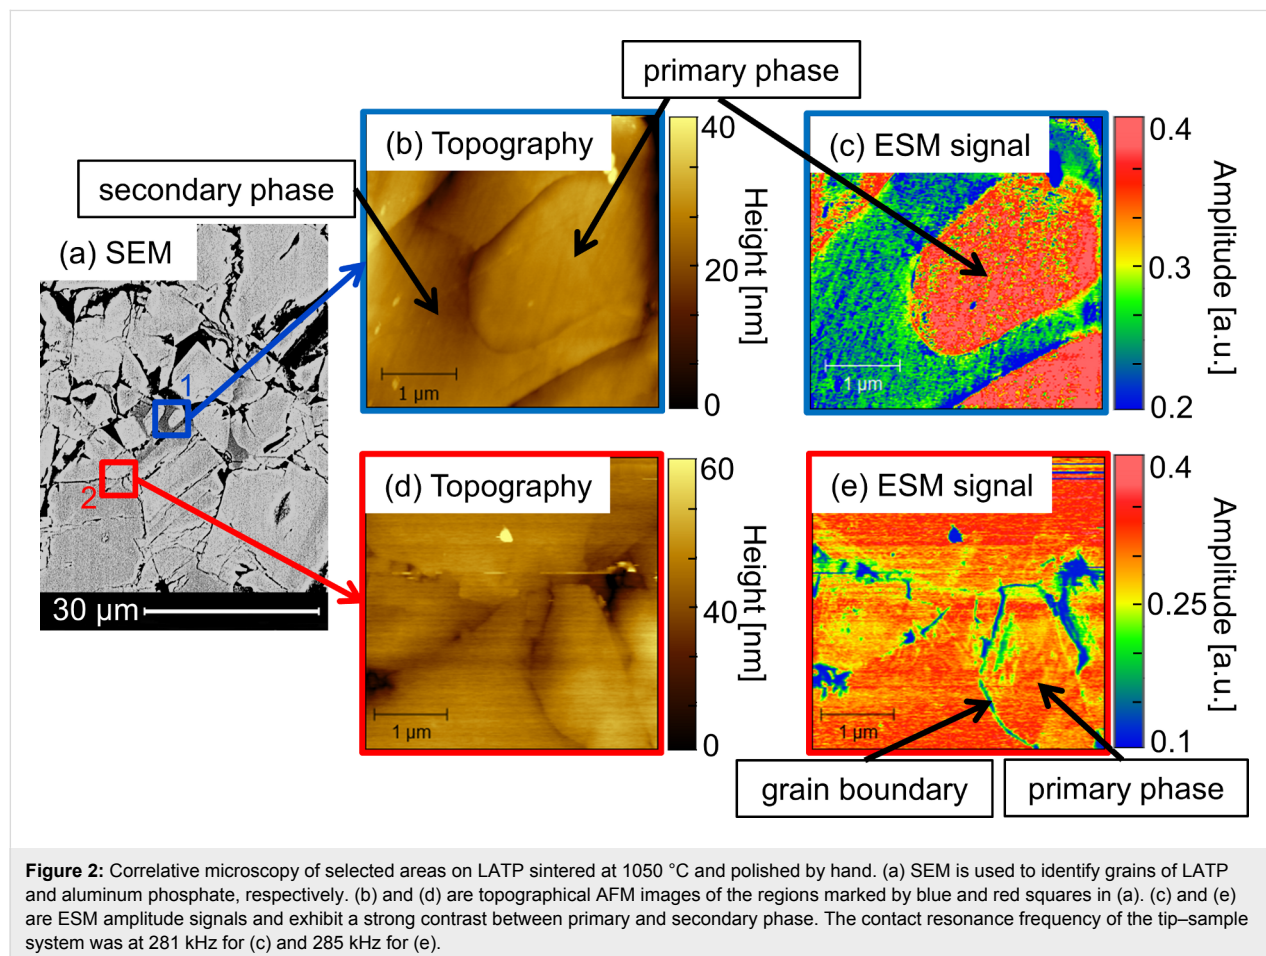 primary phase
(b) Topography
40
20
0
Height [nm]
(c) ESM signal
0.4
0.3
0.2
Amplitude [a.u.]
secondary phase
(a) SEM
1
2
30 µm
1 µm
1 µm
(d) Topography
60
40
0
Height [nm]
(e) ESM signal
0.4
0.25
0.1
Amplitude [a.u.]
1 µm
1 µm
grain boundary
primary phase
Figure 2: Correlative microscopy of selected areas on LATP sintered at 1050 °C and polished by hand. (a) SEM is used to identify grains of LATP
and aluminum phosphate, respectively. (b) and (d) are topographical AFM images of the regions marked by blue and red squares in (a). (c) and (e)
are ESM amplitude signals and exhibit a strong contrast between primary and secondary phase. The contact resonance frequency of the tip–sample
system was at 281 kHz for (c) and 285 kHz for (e).